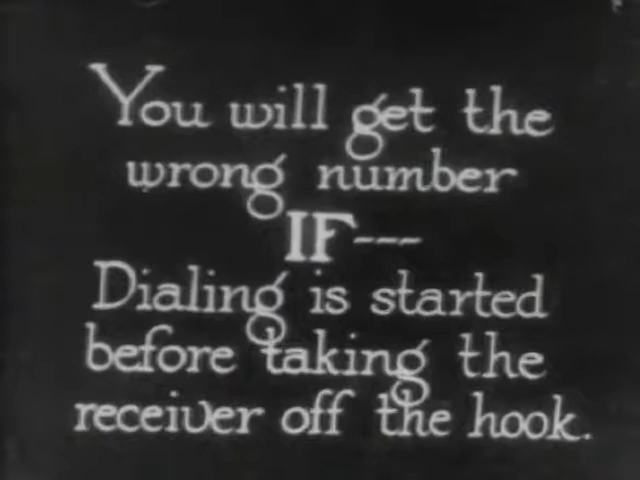 You will get the
wrong number
IF---
Dialing is started
before taking the
receiver off the hook.